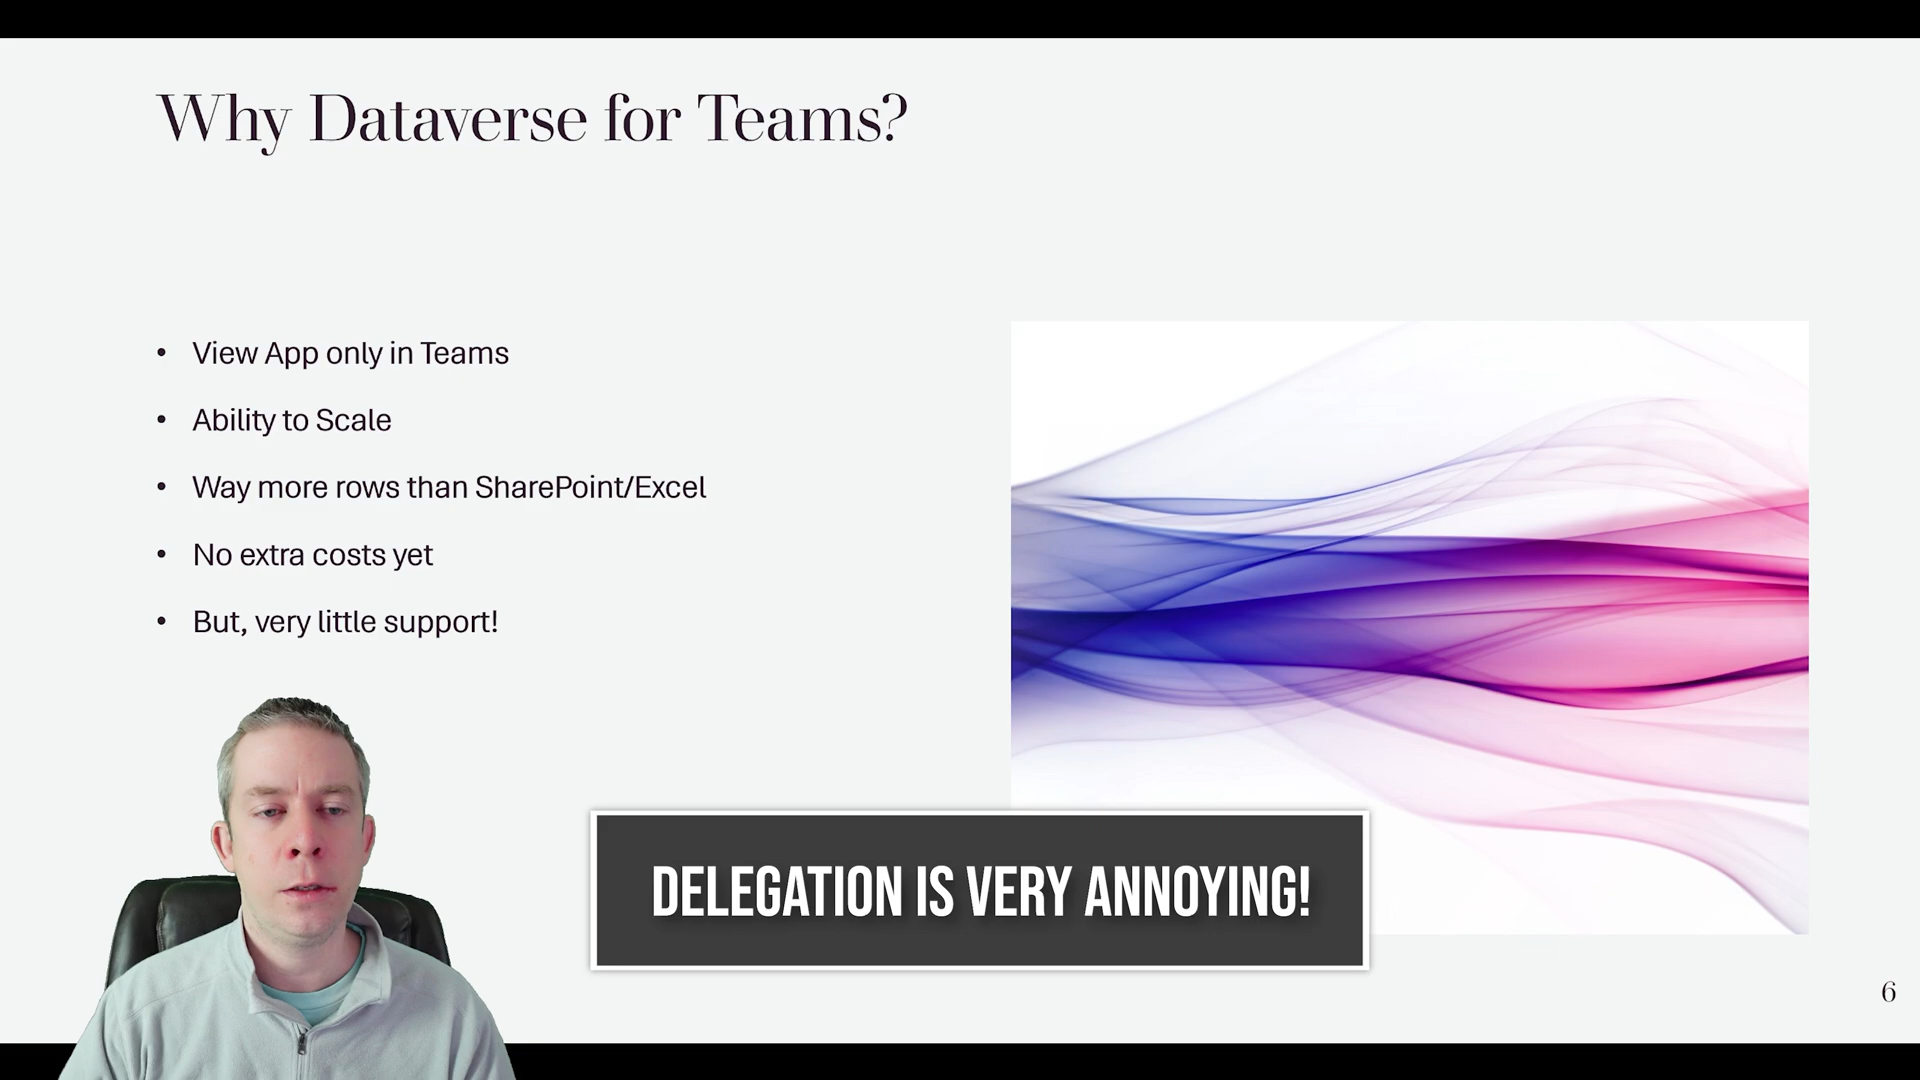 Why Dataverse for Teams?
• View App only in Teams
• Ability to Scale
• Way more rows than SharePoint/Excel
• No extra costs yet
• But, very little support!
DELEGATION IS VERY ANNOYING!
6